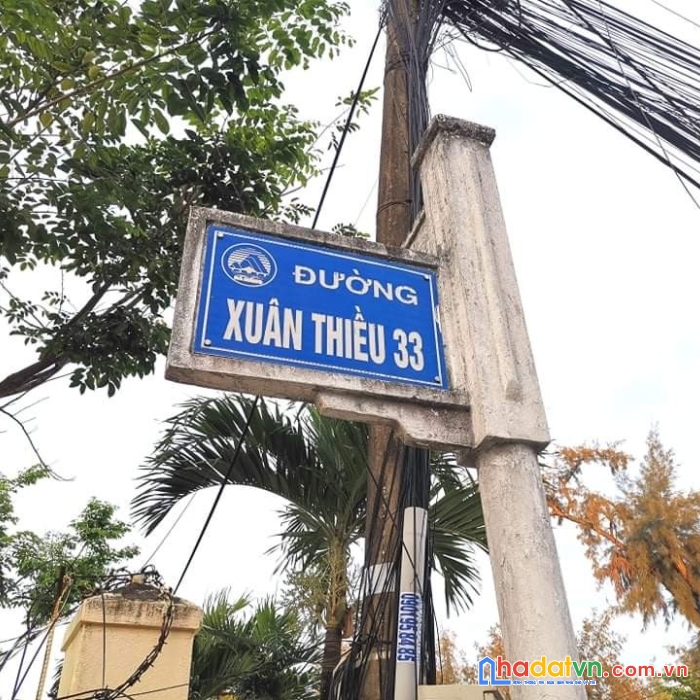 ĐƯỜNG
XUÂN THIỀU 33
nhadatvn.com.vn